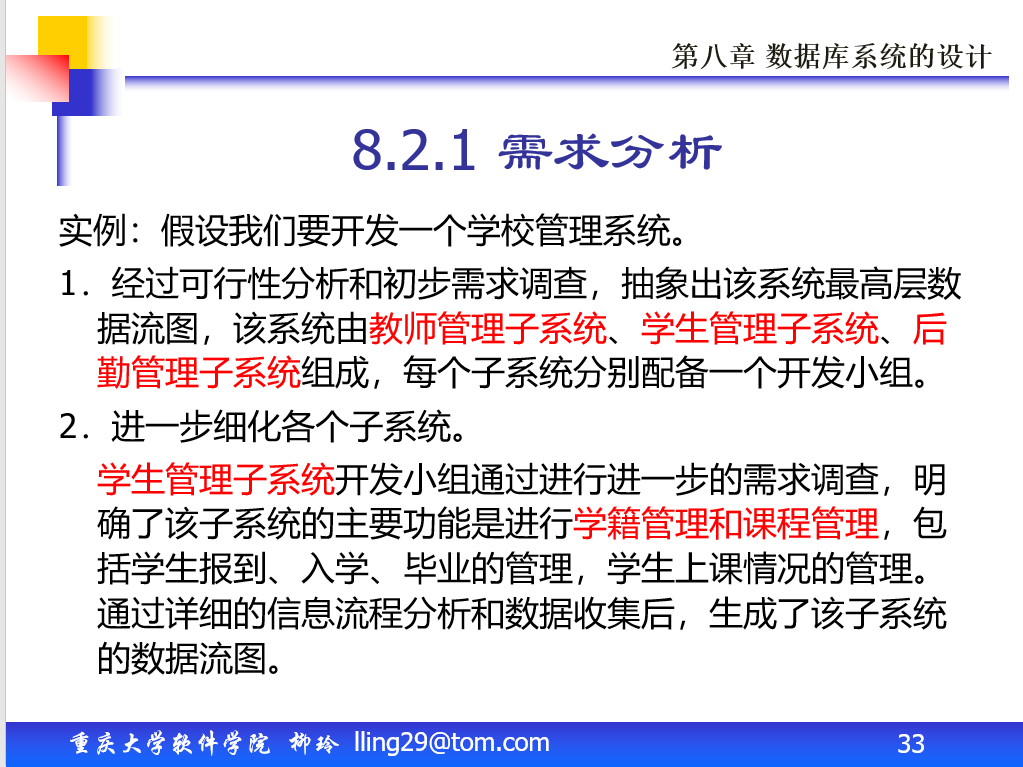 第八章 数据库系统的设计
8.2.1 需求分析
实例：假设我们要开发一个学校管理系统。
1．经过可行性分析和初步需求调查，抽象出该系统最高层数
据流图，该系统由教师管理子系统、学生管理子系统、后
勤管理子系统组成，每个子系统分别配备一个开发小组。
2．进一步细化各个子系统。
学生管理子系统开发小组通过进行进一步的需求调查，明
确了该子系统的主要功能是进行学籍管理和课程管理，包
括学生报到、入学、毕业的管理，学生上课情况的管理。
通过详细的信息流程分析和数据收集后，生成了该子系统
的数据流图。
重庆大学软件学院 柳玲 lling29@tom.com 33